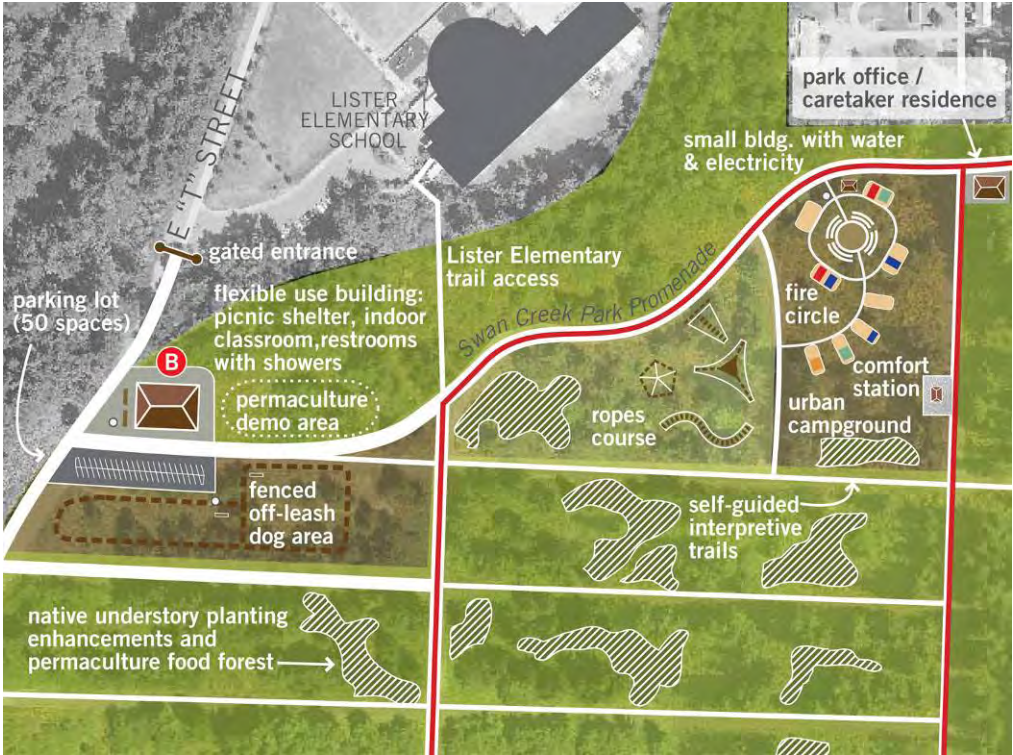 park office /
caretaker residence
LISTER
ELEMENTARY
SCHOOL
E "T" STREET
small bldg. with water
& electricity
gated entrance
Lister Elementary
trail access
parking lot
(50 spaces)
flexible use building:
picnic shelter, indoor
classroom,restrooms
with showers
Swan Creek Park Promenade
fire
circle
B
permaculture
demo area
comfort
station
ropes
course
urban
campground
fenced
off-leash
dog area
self-guided
interpretive
trails
native understory planting
enhancements and
permaculture food forest